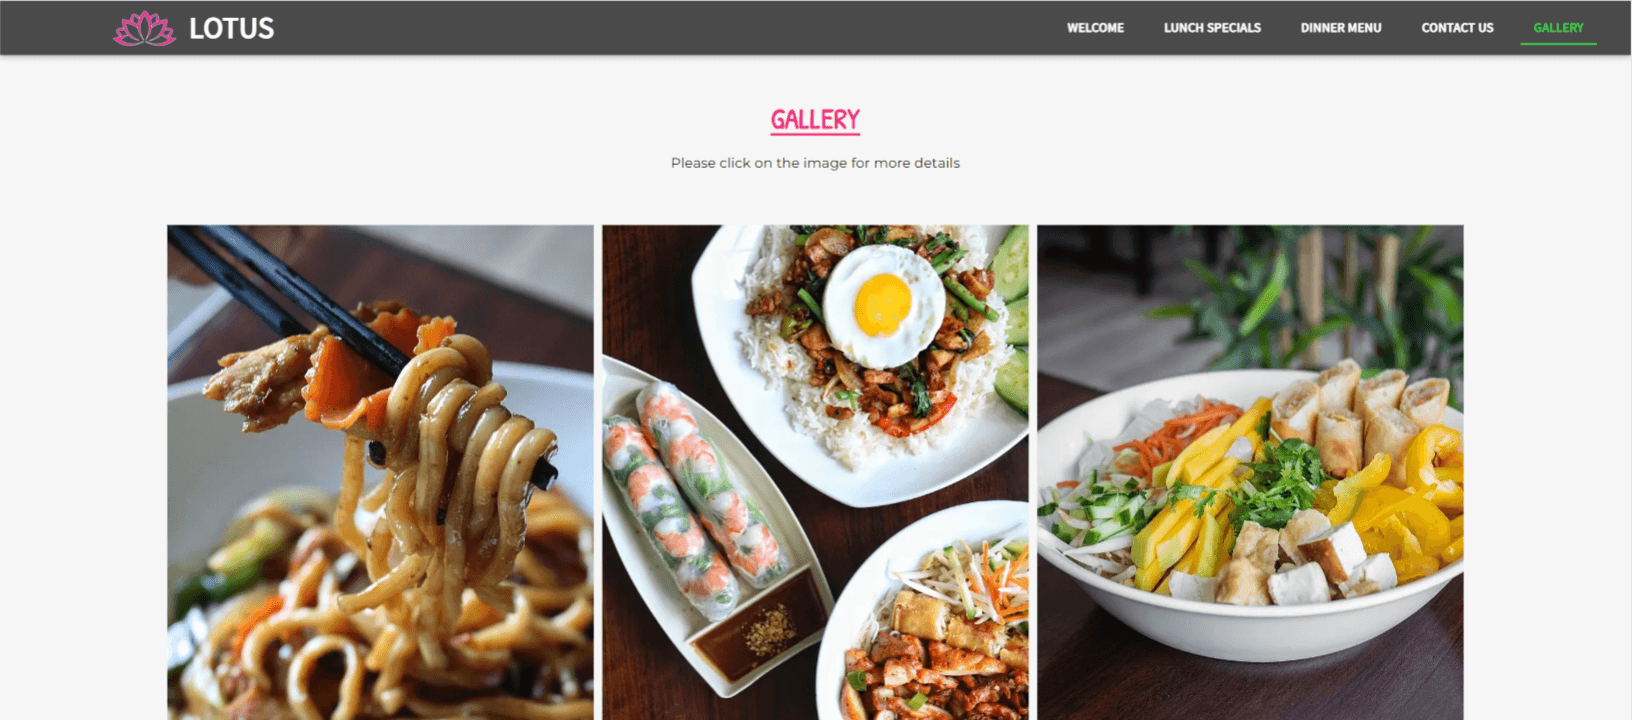 LOTUS
WELCOME LUNCH SPECIALS DINNER MENU CONTACT US GALLERY
GALLERY
Please click on the image for more details